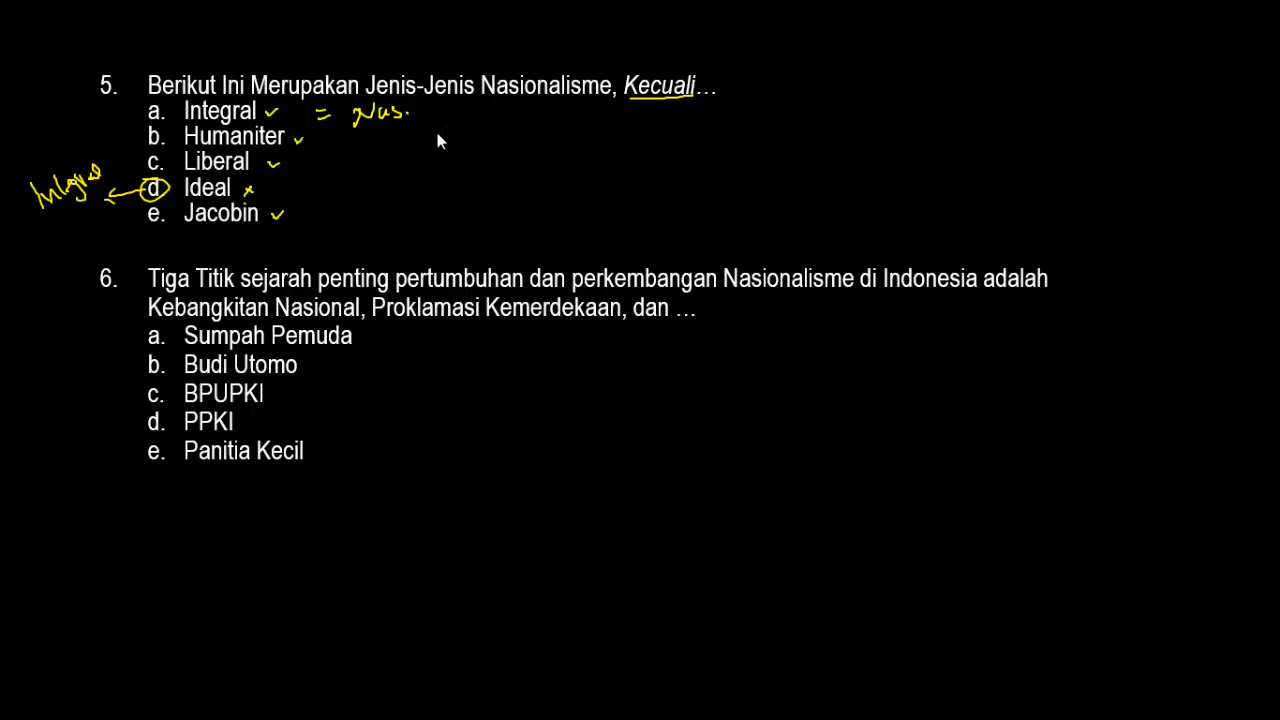 5. Berikut Ini Merupakan Jenis-Jenis Nasionalisme, Kecuali...
a. Integral = Nas.
b. Humaniter
c. Liberal
Integral
d. Ideal
e. Jacobin
6. Tiga Titik sejarah penting pertumbuhan dan perkembangan Nasionalisme di Indonesia adalah
Kebangkitan Nasional, Proklamasi Kemerdekaan, dan ...
a. Sumpah Pemuda
b. Budi Utomo
c. BPUPKI
d. PPKI
e. Panitia Kecil